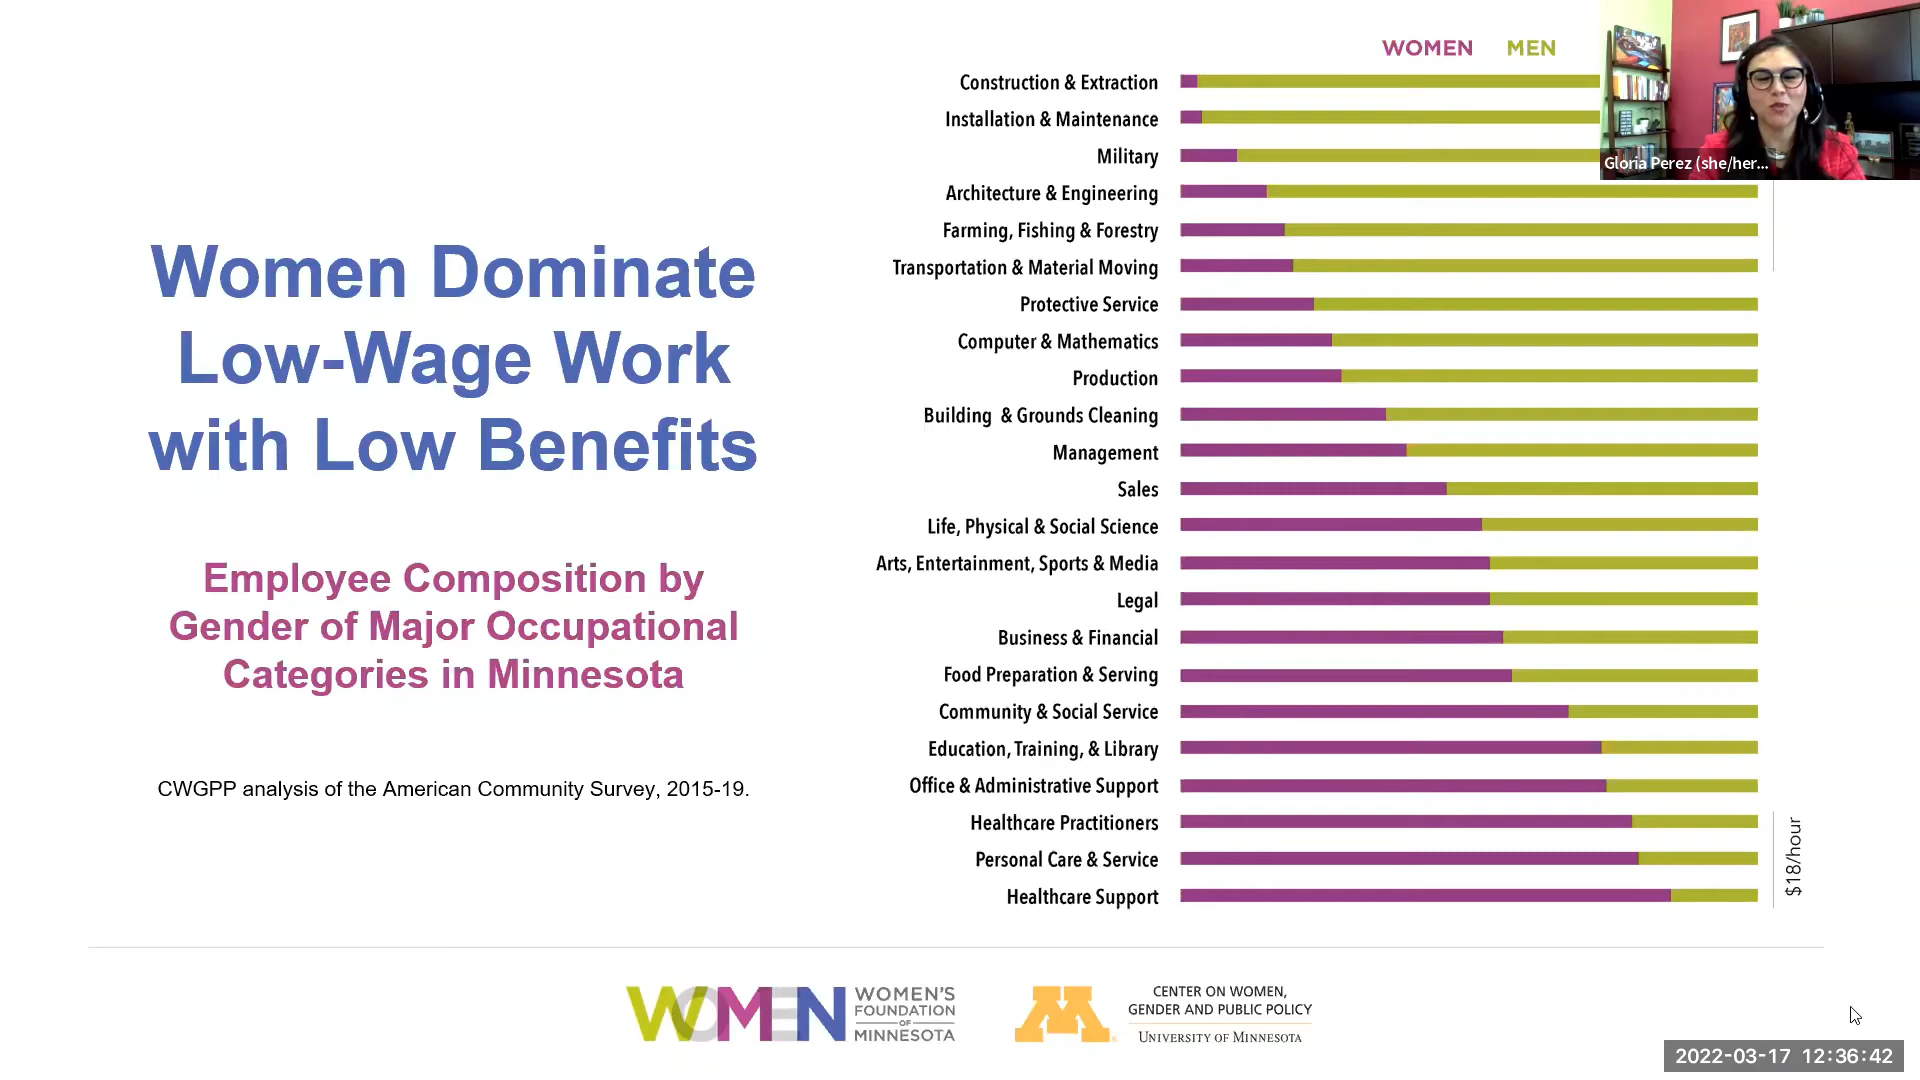 WOMEN MEN
Construction & Extraction
Installation & Maintenance
Military
Gloria Perez (she/her...
Architecture & Engineering
Farming, Fishing & Forestry
Transportation & Material Moving
Protective Service
Computer & Mathematics
Production
Building & Grounds Cleaning
Management
Sales
Life, Physical & Social Science
Arts, Entertainment, Sports & Media
Legal
Business & Financial
Food Preparation & Serving
Community & Social Service
Education, Training, & Library
Office & Administrative Support
Healthcare Practitioners
Personal Care & Service
Healthcare Support
$18/hour
Women Dominate
Low-Wage Work
with Low Benefits
Employee Composition by
Gender of Major Occupational
Categories in Minnesota
CWGPP analysis of the American Community Survey, 2015-19.
WOMEN
WOMEN'S
FOUNDATION
OF
MINNESOTA
M
CENTER ON WOMEN,
GENDER AND PUBLIC POLICY
UNIVERSITY OF MINNESOTA
2022-03-17 12:36:42